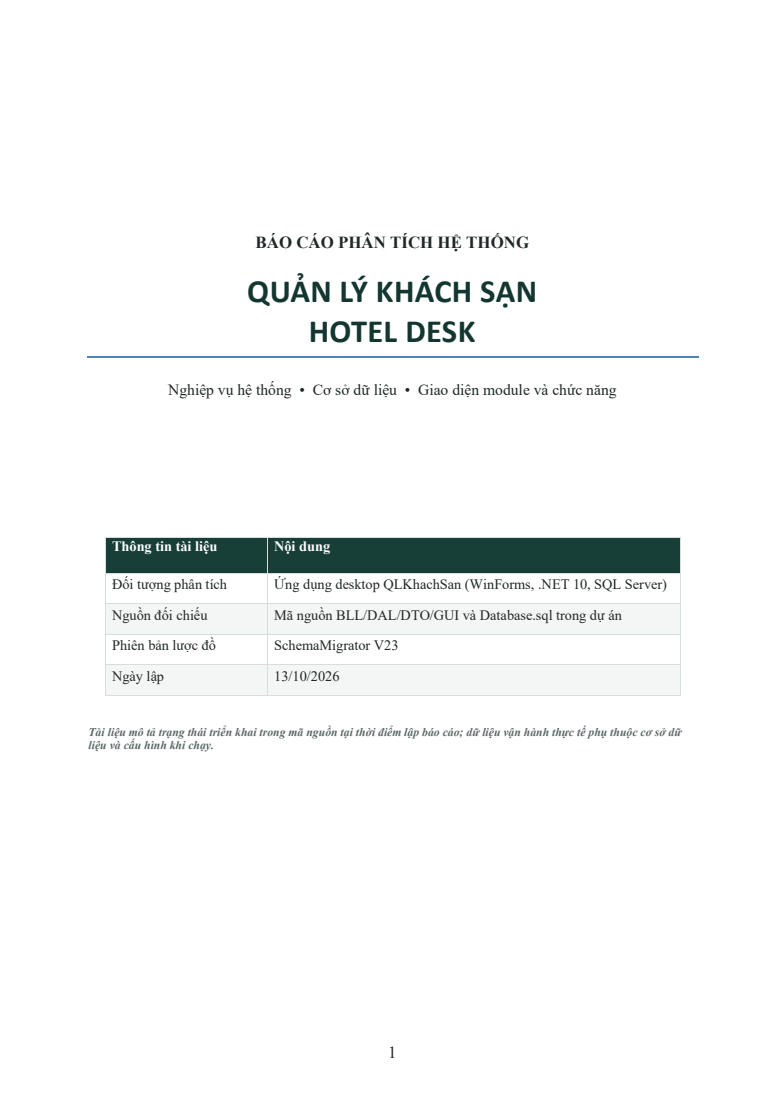 BÁO CÁO PHÂN TÍCH HỆ THỐNG
QUẢN LÝ KHÁCH SẠN
HOTEL DESK
Nghiệp vụ hệ thống • Cơ sở dữ liệu • Giao diện module và chức năng
Thông tin tài liệu Nội dung
Đối tượng phân tích Ứng dụng desktop QLKhachSan (WinForms, .NET 10, SQL Server)
Nguồn đối chiếu Mã nguồn BLL/DAL/DTO/GUI và Database.sql trong dự án
Phiên bản lược đồ SchemaMigrator V23
Ngày lập 13/10/2026
Tài liệu mô tả trạng thái triển khai trong mã nguồn tại thời điểm lập báo cáo; dữ liệu vận hành thực tế phụ thuộc cơ sở dữ
liệu và cấu hình khi chạy.
1